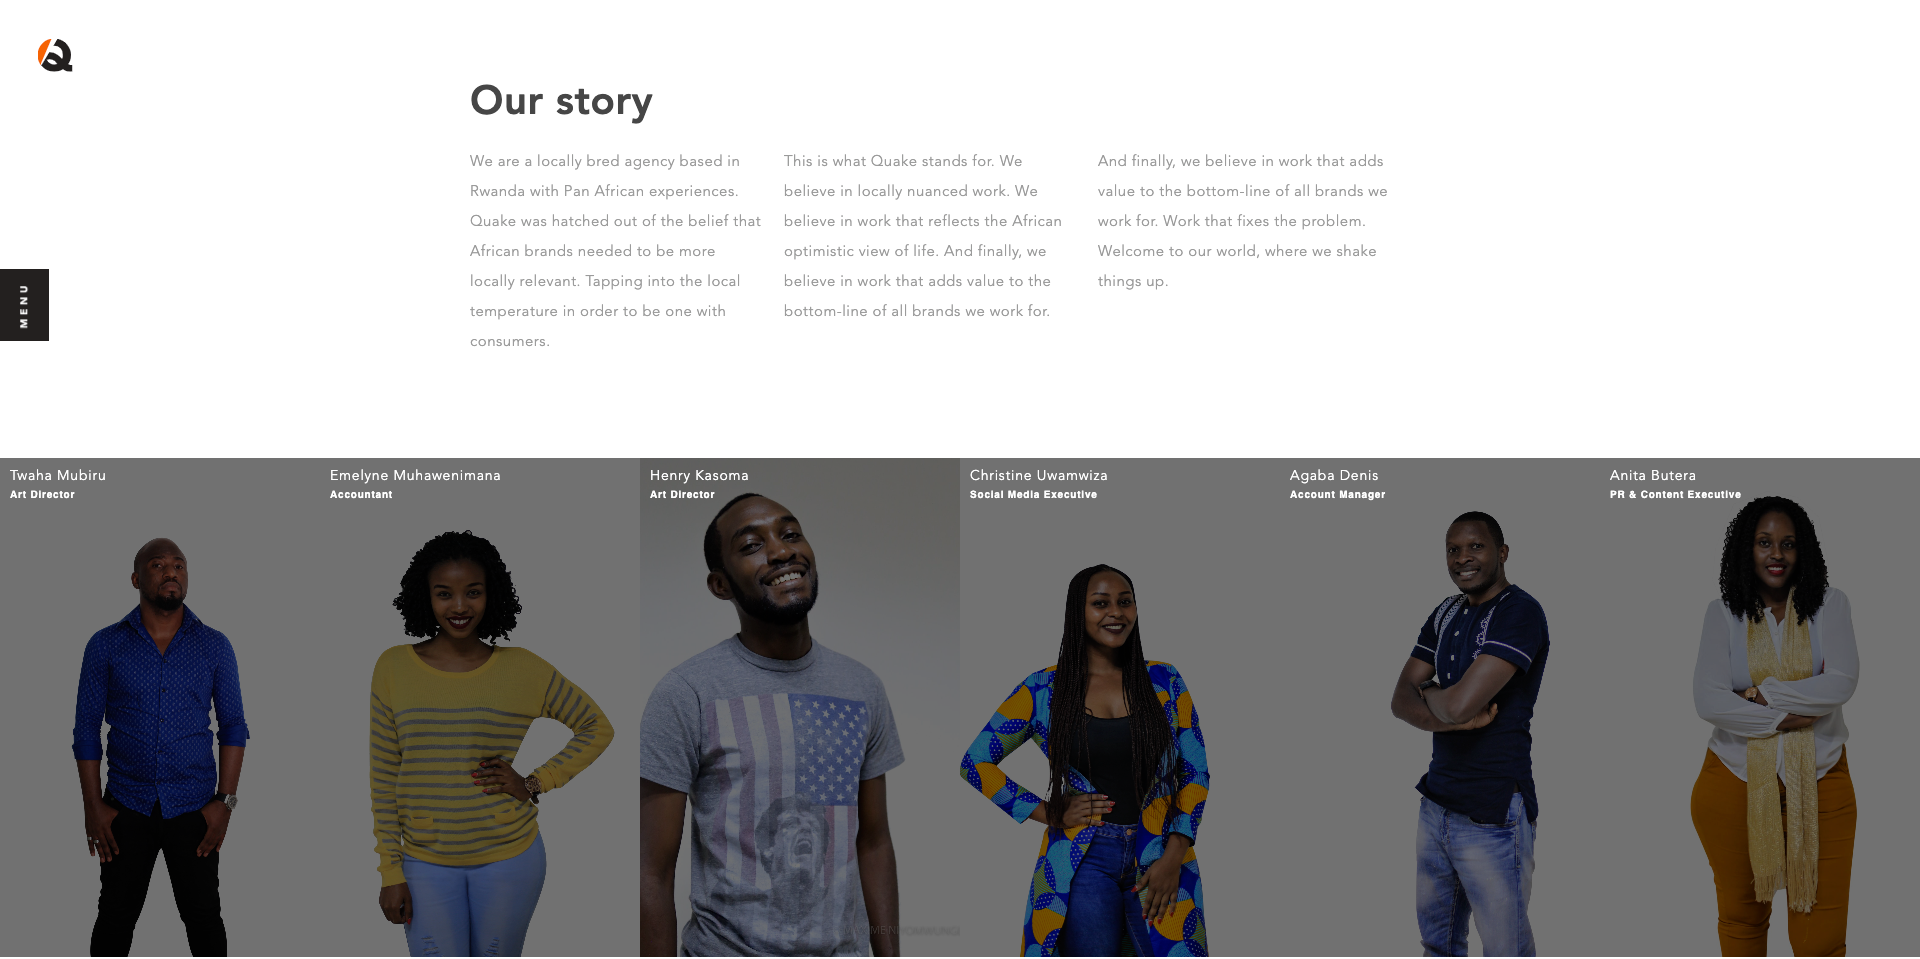 Our story
We are a locally bred agency based in
Rwanda with Pan African experiences.
Quake was hatched out of the belief that
African brands needed to be more
locally relevant. Tapping into the local
temperature in order to be one with
consumers.
This is what Quake stands for. We
believe in locally nuanced work. We
believe in work that reflects the African
optimistic view of life. And finally, we
believe in work that adds value to the
bottom-line of all brands we work for.
And finally, we believe in work that adds
value to the bottom-line of all brands we
work for. Work that fixes the problem.
Welcome to our world, where we shake
things up.
MENU
Twaha Mubiru
Art Director
Emelyne Muhawenimana
Accountant
Henry Kasoma
Art Director
Christine Uwamwiza
Social Media Executive
Agaba Denis
Account Manager
Anita Butera
PR & Content Executive